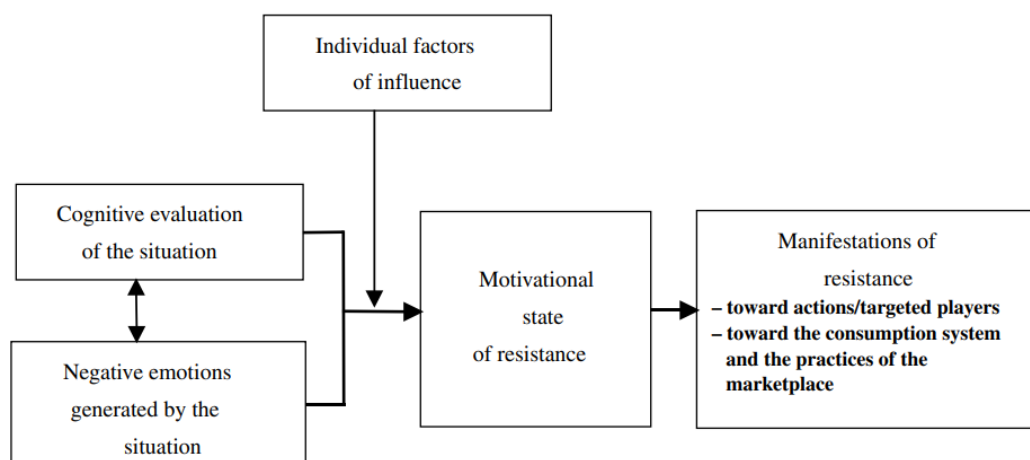 Individual factors
of influence
Cognitive evaluation
of the situation
Negative emotions
generated by the
situation
Motivational
state
of resistance
Manifestations of
resistance
– toward actions/targeted players
– toward the consumption system
and the practices of the
marketplace